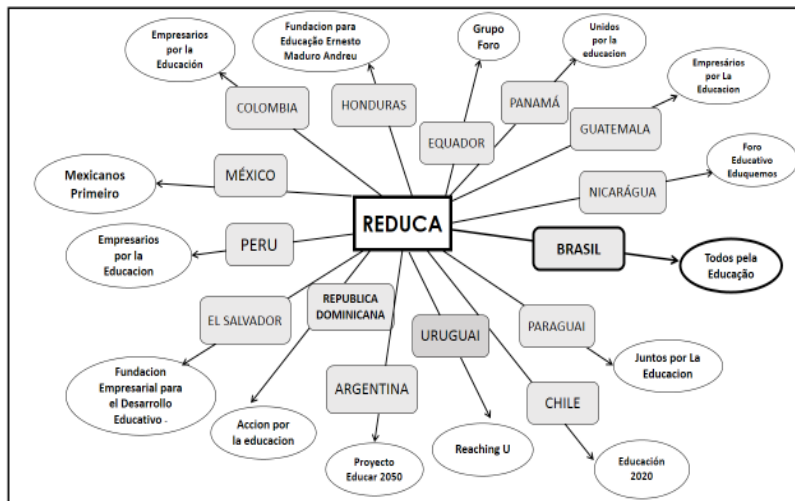 Empresarios
por la
Educación
Fundacion para
Educação Ernesto
Maduro Andreu
Grupo
Foro
Unidos
por la
educacion
Empresários
por La
Educacion
COLOMBIA
HONDURAS
EQUADOR
PANAMÁ
GUATEMALA
Foro
Educativo
Eduquemos
Mexicanos
Primeiro
MÉXICO
NICARÁGUA
REDUCA
Empresarios
por la
Educacion
PERU
BRASIL
Todos pela
Educação
EL SALVADOR
REPUBLICA
DOMINICANA
URUGUAI
PARAGUAI
Fundacion
Empresarial para
el Desarrollo
Educativo -
ARGENTINA
CHILE
Juntos por La
Educacion
Accion por
la educacion
Proyecto
Educar 2050
Reaching U
Educación
2020